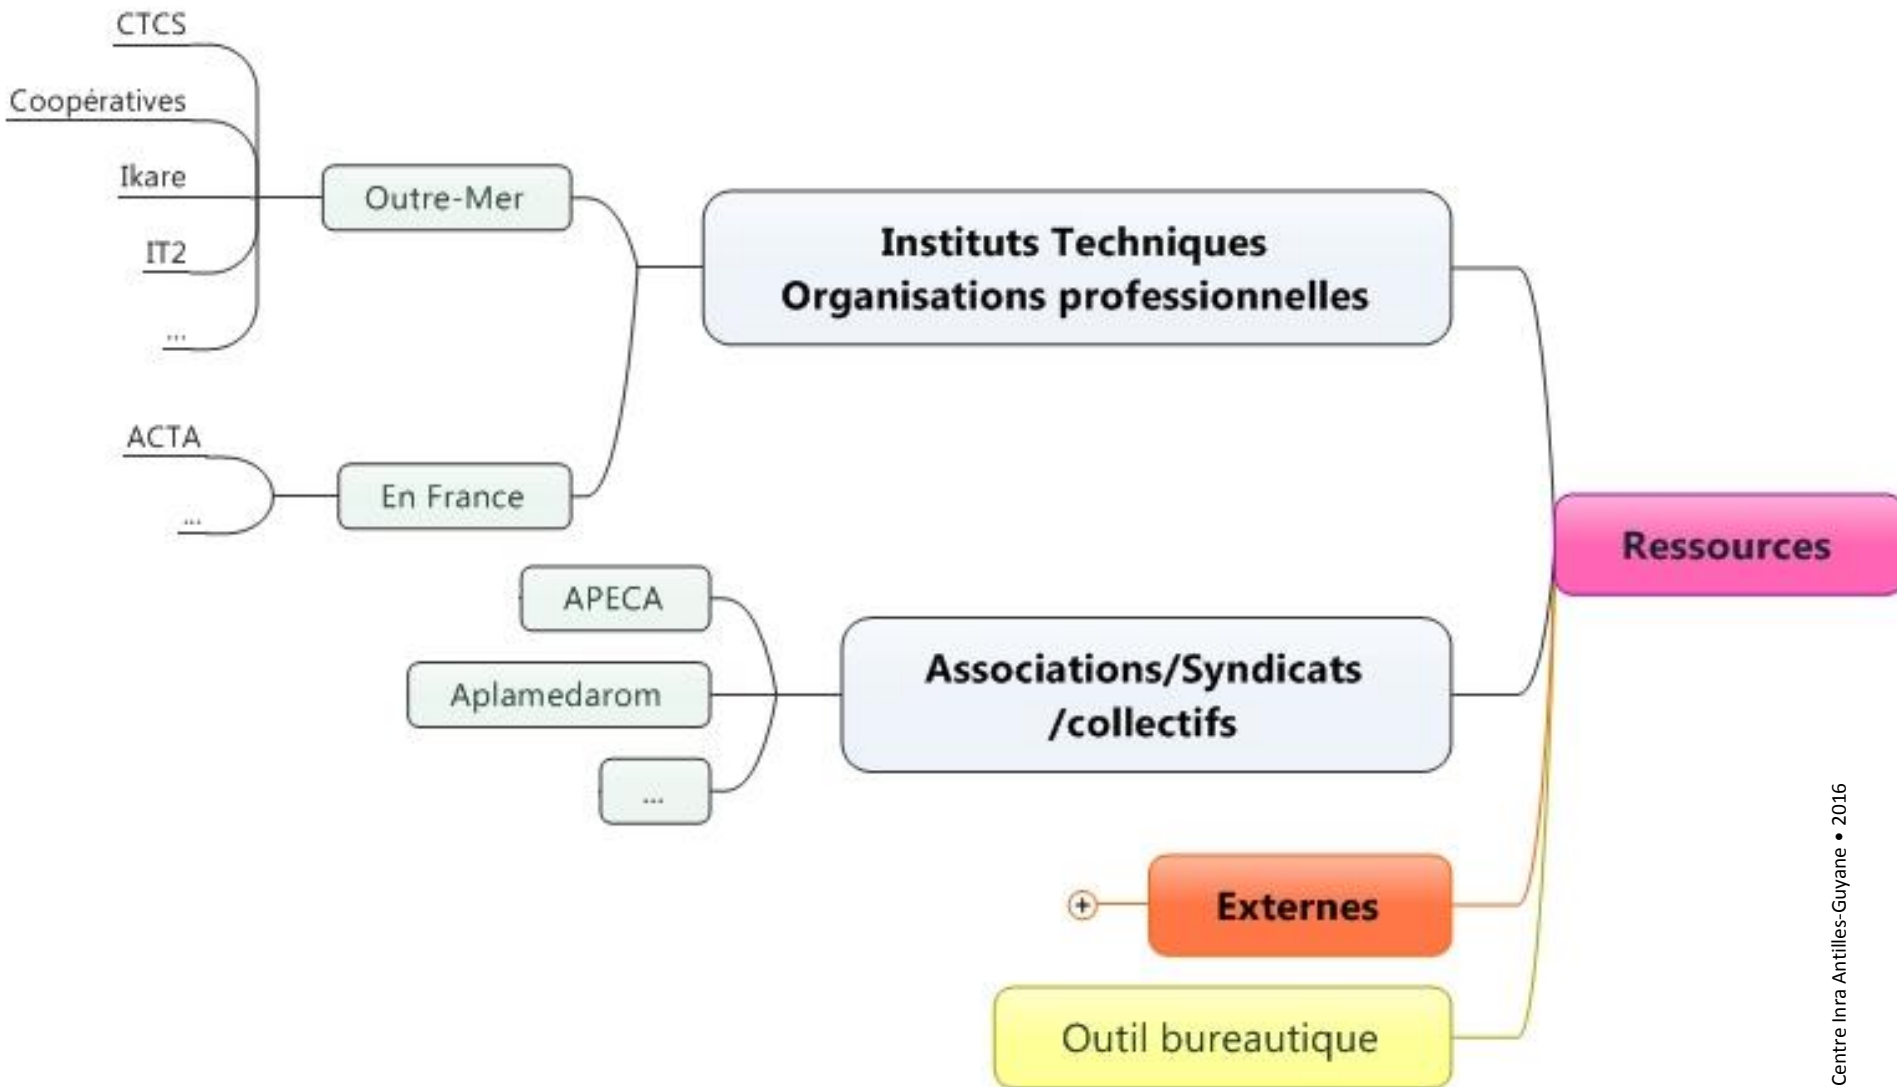 CTCS
Coopératives
Ikare
IT2
...
Outre-Mer
Instituts Techniques
Organisations professionnelles
ACTA
...
En France
Ressources
APECA
Aplamedarom
...
Associations/Syndicats
/collectifs
+
Externes
Outil bureautique
Centre Inra Antilles-Guyane • 2016